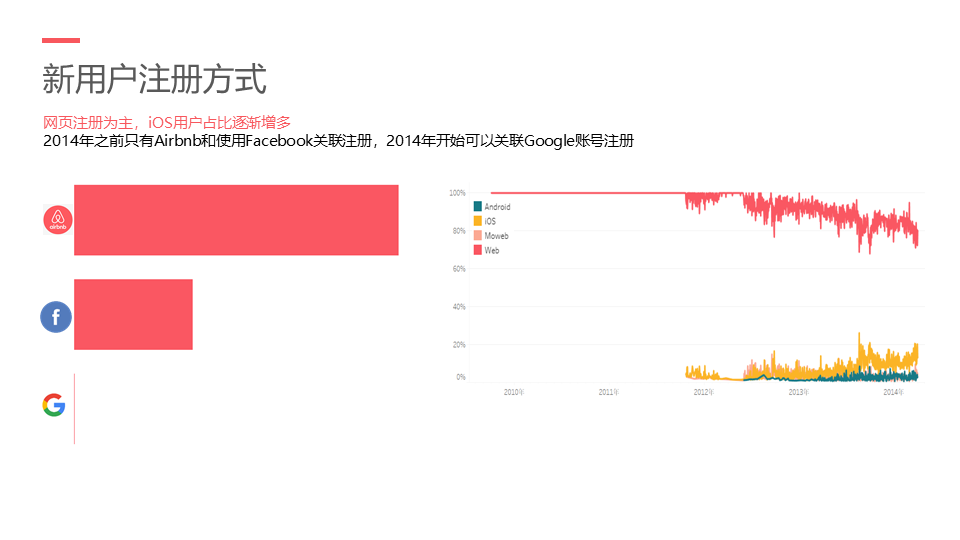 新用户注册方式
网页注册为主，iOS用户占比逐渐增多
2014年之前只有Airbnb和使用Facebook关联注册，2014年开始可以关联Google账号注册
airbnb
f
100%
Android
iOS
80%
Moweb
Web
60%
40%
20%
0%
2010年
2011年
2012年
2013年
2014年